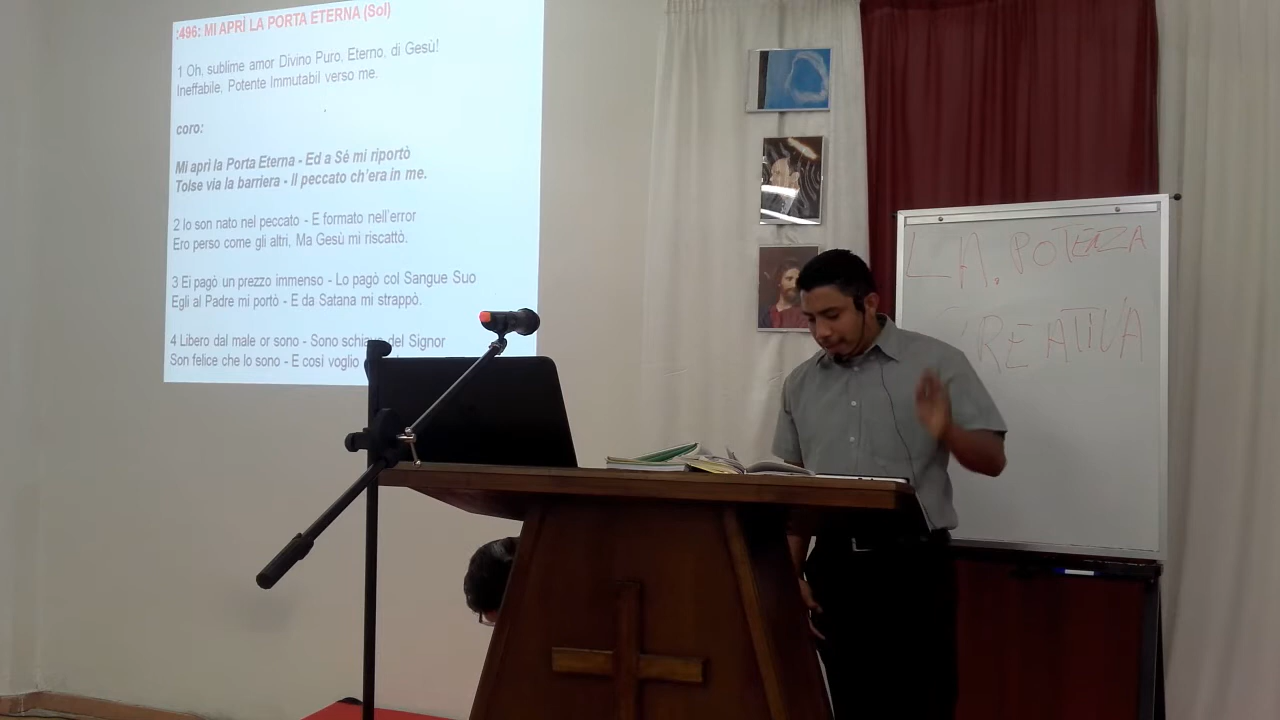 :496: MI APRÌ LA PORTA ETERNA (Sol)
1 Oh, sublime amor Divino Puro, Eterno, di Gesù!
Ineffabile, Potente Immutabil verso me.
coro:
Mi aprì la Porta Eterna - Ed a Sé mi riportò
Tolse via la barriera - Il peccato ch'era in me.
2 Io son nato nel peccato - E formato nell'error
Ero perso come gli altri, Ma Gesù mi riscattò.
3 Ei pagò un prezzo immenso - Lo pagò col Sangue Suo
Egli al Padre mi portò - E da Satana mi strappò.
4 Libero dal male or sono - Sono schiavo del Signor
Son felice che lo sono - E così voglio
LA POTENZA
CREATIVA